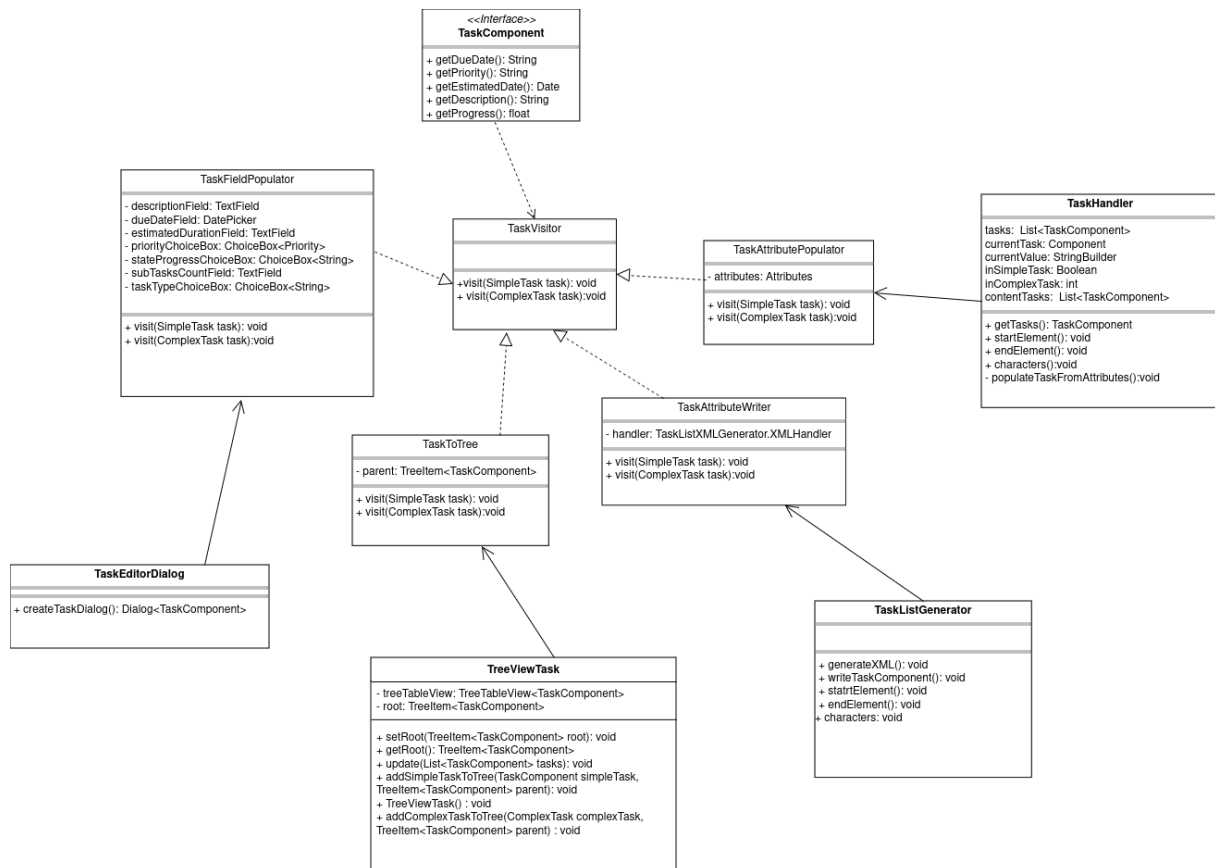 <<Interface>>
TaskComponent
+ getDueDate(): String
+ getPriority(): String
+ getEstimatedDate(): Date
+ getDescription(): String
+ getProgress(): float
TaskFieldPopulator
- descriptionField: TextField
- dueDateField: DatePicker
- estimatedDurationField: TextField
- priorityChoiceBox: ChoiceBox<Priority>
- stateProgressChoiceBox: ChoiceBox<String>
- subTasksCountField: TextField
- taskTypeChoiceBox: ChoiceBox<String>
+ visit(SimpleTask task): void
+ visit(ComplexTask task):void
TaskVisitor
+visit(SimpleTask task): void
+ visit(ComplexTask task):void
TaskAttributePopulator
- attributes: Attributes
+ visit(SimpleTask task): void
+ visit(ComplexTask task):void
TaskHandler
tasks:  List<TaskComponent>
currentTask: Component
currentValue: StringBuilder
inSimpleTask: Boolean
inComplexTask: int
contentTasks:  List<TaskComponent>
+ getTasks(): TaskComponent
+ startElement(): void
+ endElement(): void
+ characters():void
- populateTaskFromAttributes():void
TaskToTree
- parent: TreeItem<TaskComponent>
+ visit(SimpleTask task): void
+ visit(ComplexTask task):void
TaskAttributeWriter
- handler: TaskListXMLGenerator.XMLHandler
+ visit(SimpleTask task): void
+ visit(ComplexTask task):void
TaskEditorDialog
+ createTaskDialog(): Dialog<TaskComponent>
TreeViewTask
- treeTableView: TreeTableView<TaskComponent>
- root: TreeItem<TaskComponent>
+ setRoot(TreeItem<TaskComponent> root): void
+ getRoot(): TreeItem<TaskComponent>
+ update(List<TaskComponent> tasks): void
+ addSimpleTaskToTree(TaskComponent simpleTask,
TreeItem<TaskComponent> parent): void
+ TreeViewTask() : void
+ addComplexTaskToTree(ComplexTask complexTask,
TreeItem<TaskComponent> parent) : void
TaskListGenerator
+ generateXML(): void
+ writeTaskComponent(): void
+ statrtElement(): void
+ endElement(): void
+ characters: void